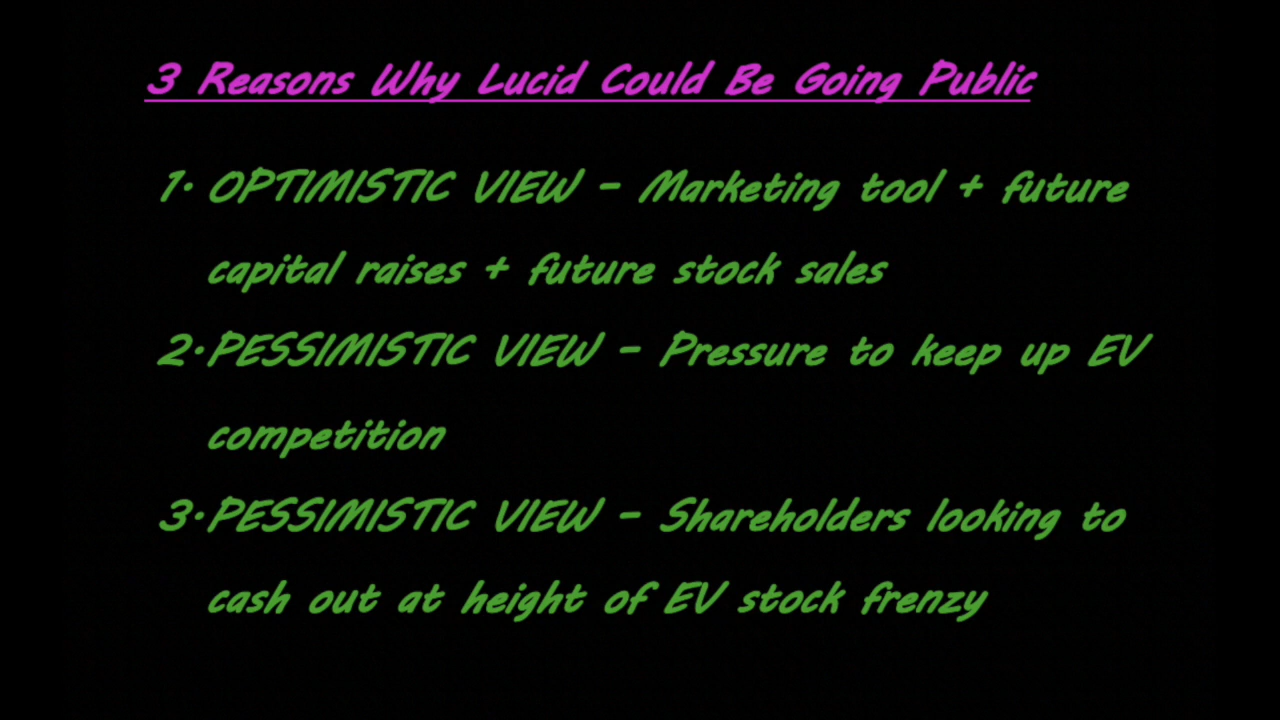 3 Reasons Why Lucid Could Be Going Public
1. OPTIMISTIC VIEW - Marketing tool + future
capital raises + future stock sales
2. PESSIMISTIC VIEW - Pressure to keep up EV
competition
3. PESSIMISTIC VIEW - Shareholders looking to
cash out at height of EV stock frenzy